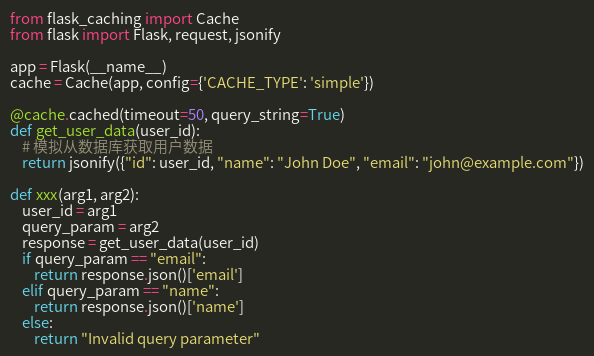 from flask_caching import Cache
from flask import Flask, request, jsonify

app = Flask(__name__)
cache = Cache(app, config={'CACHE_TYPE': 'simple'})

@cache.cached(timeout=50, query_string=True)
def get_user_data(user_id):
    # 模拟从数据库获取用户数据
    return jsonify({"id": user_id, "name": "John Doe", "email": "john@example.com"})

def xxx(arg1, arg2):
    user_id = arg1
    query_param = arg2
    response = get_user_data(user_id)
    if query_param == "email":
        return response.json()['email']
    elif query_param == "name":
        return response.json()['name']
    else:
        return "Invalid query parameter"